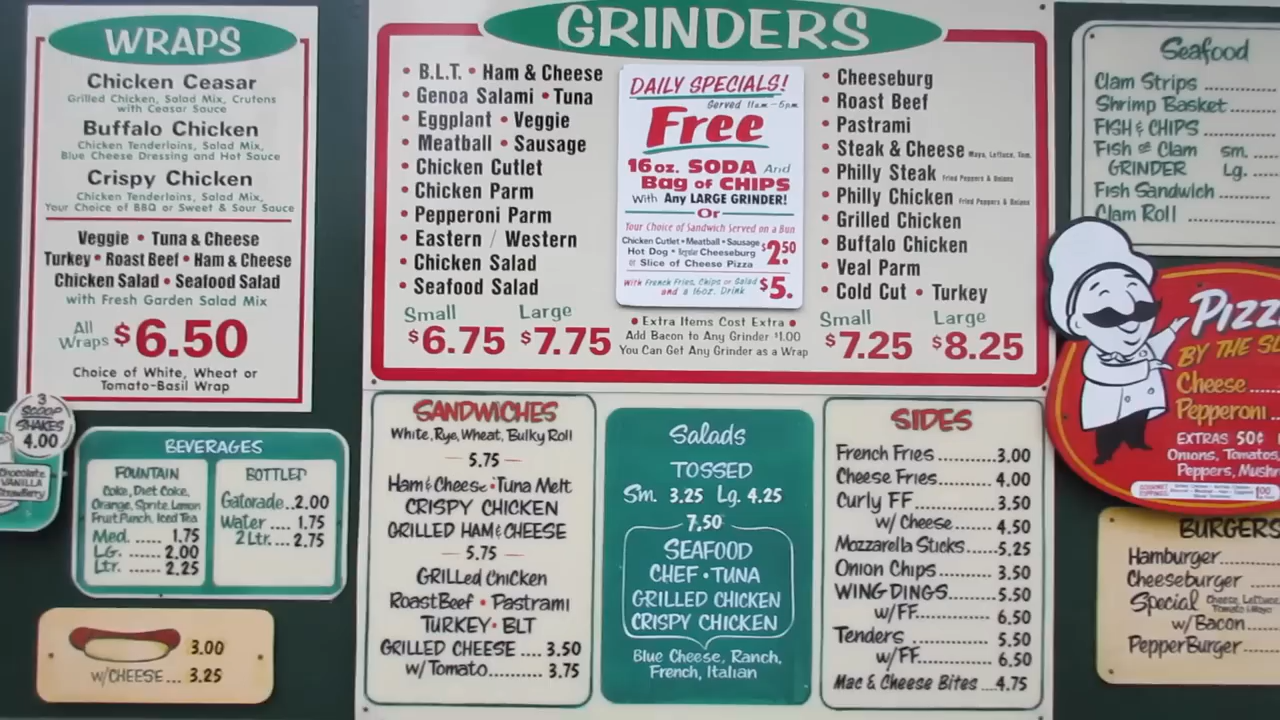 WRAPS
Chicken Ceasar
Grilled Chicken, Salad Mix, Crutons
with Ceasar Sauce
Buffalo Chicken
Chicken Tenderloins, Salad Mix,
Blue Cheese Dressing and Hot Sauce
Crispy Chicken
Chicken Tenderloins, Salad Mix,
Your Choice of BBQ or Sweet & Sour Sauce
Veggie • Tuna & Cheese
Turkey • Roast Beef • Ham & Cheese
Chicken Salad • Seafood Salad
with Fresh Garden Salad Mix
All Wraps $6.50
Choice of White, Wheat or
Tomato-Basil Wrap
3
SCOOP
SHAKES
4.00
Chocolate
VANILLA
Strawberry
BEVERAGES
FOUNTAIN
Coke, Diet Coke,
Orange, Sprite, Lemon
Fruit Punch, Iced Tea
Med. ..... 1.75
LG. ...... 2.00
Ltr. ...... 2.25
BOTTLED
Gatorade..2.00
Water .... 1.75
2 Ltr. ... 2.75
3.00
w/CHEESE... 3.25
GRINDERS
• B.L.T. • Ham & Cheese
• Genoa Salami • Tuna
• Eggplant • Veggie
• Meatball • Sausage
• Chicken Cutlet
• Chicken Parm
• Pepperoni Parm
• Eastern / Western
• Chicken Salad
• Seafood Salad
Small Large
$6.75 $7.75
DAILY SPECIALS!
Served 11am-5pm
Free
16oz. SODA And
Bag of CHIPS
With Any LARGE GRINDER!
Or
Your Choice of Sandwich Served on a Bun
Chicken Cutlet • Meatball • Sausage
Hot Dog • Cheeseburg
or Slice of Cheese Pizza
$2.50
With French Fries, Chips or Salad
and a 16oz. Drink
$5.
• Extra Items Cost Extra •
Add Bacon to Any Grinder $1.00
You Can Get Any Grinder as a Wrap
• Cheeseburg
• Roast Beef
• Pastrami
• Steak & Cheese Mayo, Lettuce, Tom.
• Philly Steak Fried Peppers & Onions
• Philly Chicken Fried Peppers & Onions
• Grilled Chicken
• Buffalo Chicken
• Veal Parm
• Cold Cut • Turkey
Small Large
$7.25 $8.25
SANDWICHES
White, Rye, Wheat, Bulky Roll
— 5.75 —
Ham & Cheese • Tuna Melt
CRISPY CHICKEN
GRILLED HAM & CHEESE
— 5.75 —
GRILLed Chicken
Roast Beef • Pastrami
TURKEY • BLT
GRILLED CHEESE .... 3.50
w/Tomato........... 3.75
Salads
TOSSED
Sm. 3.25 Lg. 4.25
7.50
SEAFOOD
CHEF • TUNA
GRILLED CHICKEN
CRISPY CHICKEN
Blue Cheese, Ranch,
French, Italian
SIDES
French Fries ............3.00
Cheese Fries............ 4.00
Curly FF................ 3.50
w/Cheese........ 4.50
Mozzarella Sticks......5.25
Onion Chips ........... 3.50
WING DINGS........ 5.50
w/FF................ 6.50
Tenders .............. 5.50
w/FF................ 6.50
Mac & Cheese Bites ...4.75
Seafood
Clam Strips ........
Shrimp Basket.......
FISH & CHIPS ........
Fish or Clam sm. ......
GRINDER Lg. ......
Fish Sandwich ......
Clam Roll ..........
Pizz
BY THE SL
Cheese......
Pepperoni ..
EXTRAS 50¢
Onions, Tomatos,
Peppers, Mushr
BURGERS
Hamburger......
Cheeseburger ....
Special Cheese, Lettuce,
Tomato & Mayo
w/Bacon....
PepperBurger....